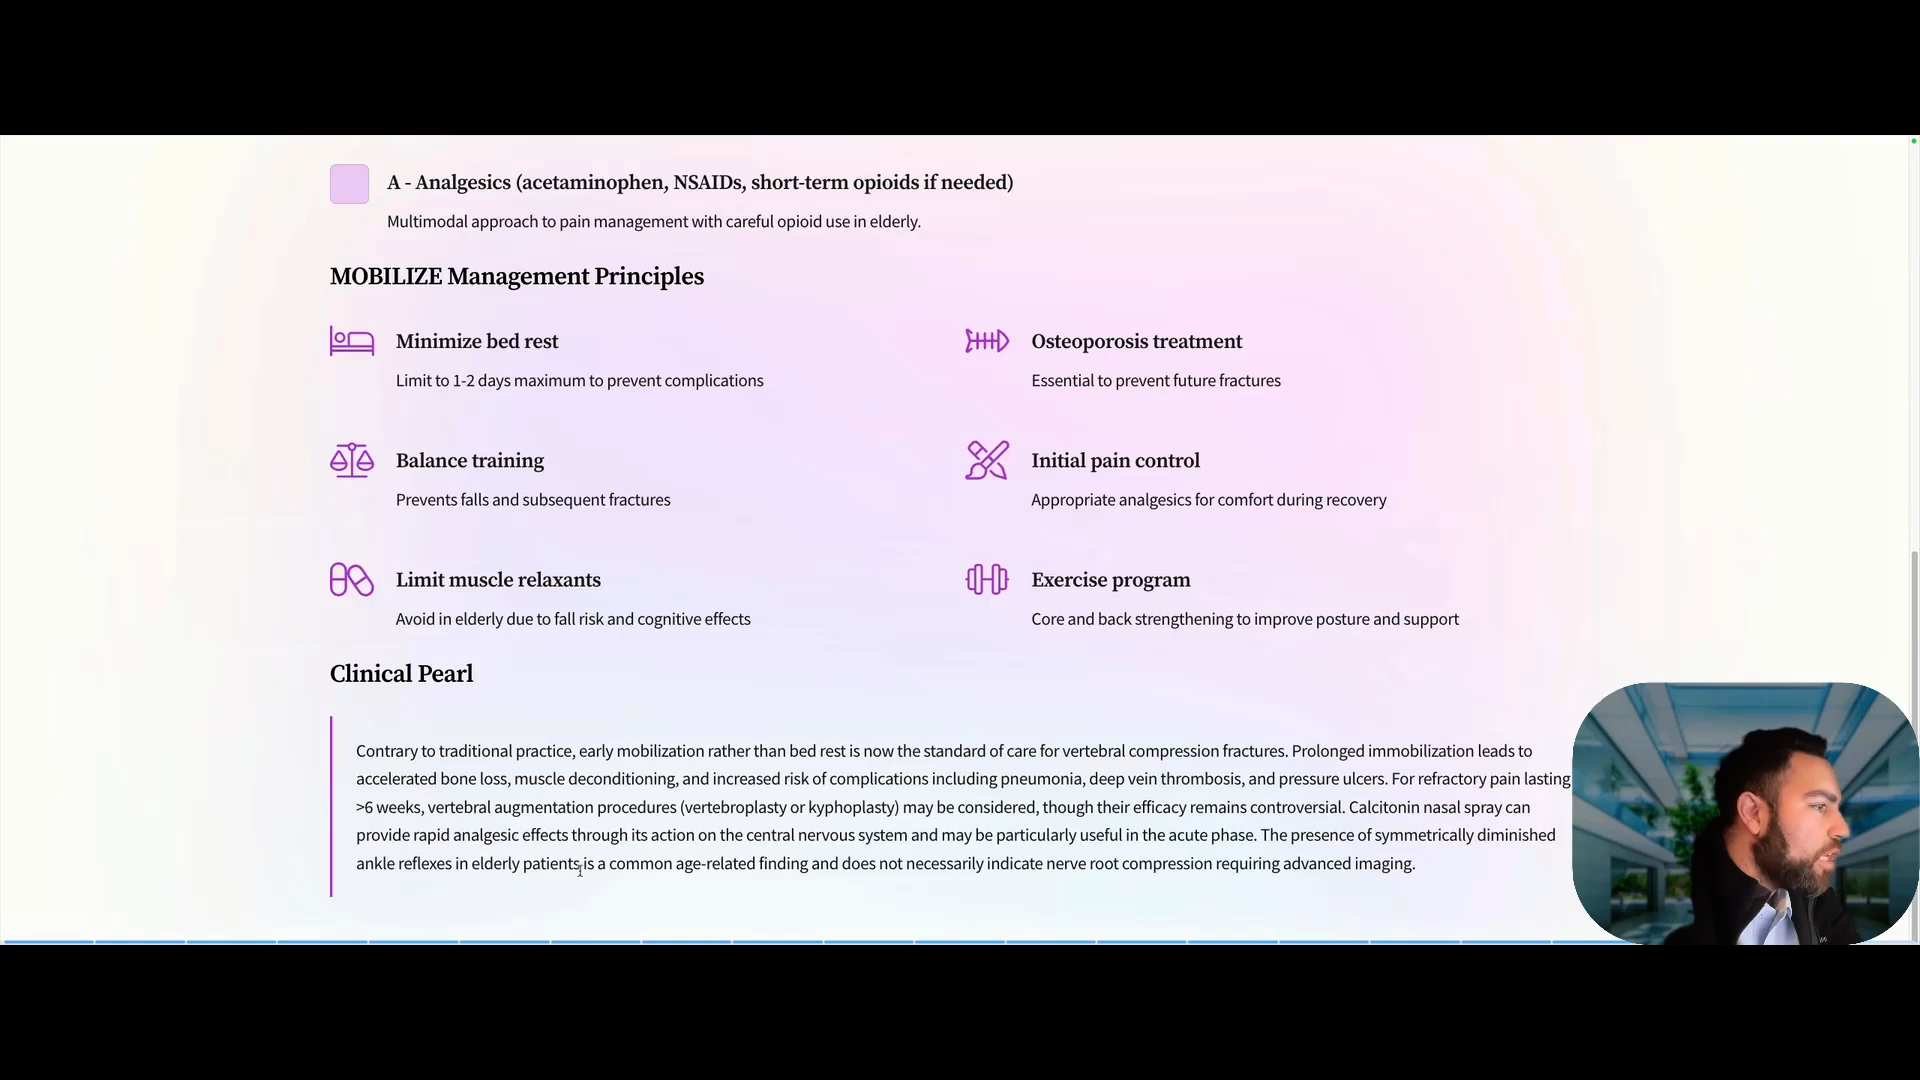 A - Analgesics (acetaminophen, NSAIDs, short-term opioids if needed)
Multimodal approach to pain management with careful opioid use in elderly.
MOBILIZE Management Principles
Minimize bed rest
Limit to 1-2 days maximum to prevent complications
Osteoporosis treatment
Essential to prevent future fractures
Balance training
Prevents falls and subsequent fractures
Initial pain control
Appropriate analgesics for comfort during recovery
Limit muscle relaxants
Avoid in elderly due to fall risk and cognitive effects
Exercise program
Core and back strengthening to improve posture and support
Clinical Pearl
Contrary to traditional practice, early mobilization rather than bed rest is now the standard of care for vertebral compression fractures. Prolonged immobilization leads to
accelerated bone loss, muscle deconditioning, and increased risk of complications including pneumonia, deep vein thrombosis, and pressure ulcers. For refractory pain lasting
>6 weeks, vertebral augmentation procedures (vertebroplasty or kyphoplasty) may be considered, though their efficacy remains controversial. Calcitonin nasal spray can
provide rapid analgesic effects through its action on the central nervous system and may be particularly useful in the acute phase. The presence of symmetrically diminished
ankle reflexes in elderly patients is a common age-related finding and does not necessarily indicate nerve root compression requiring advanced imaging.